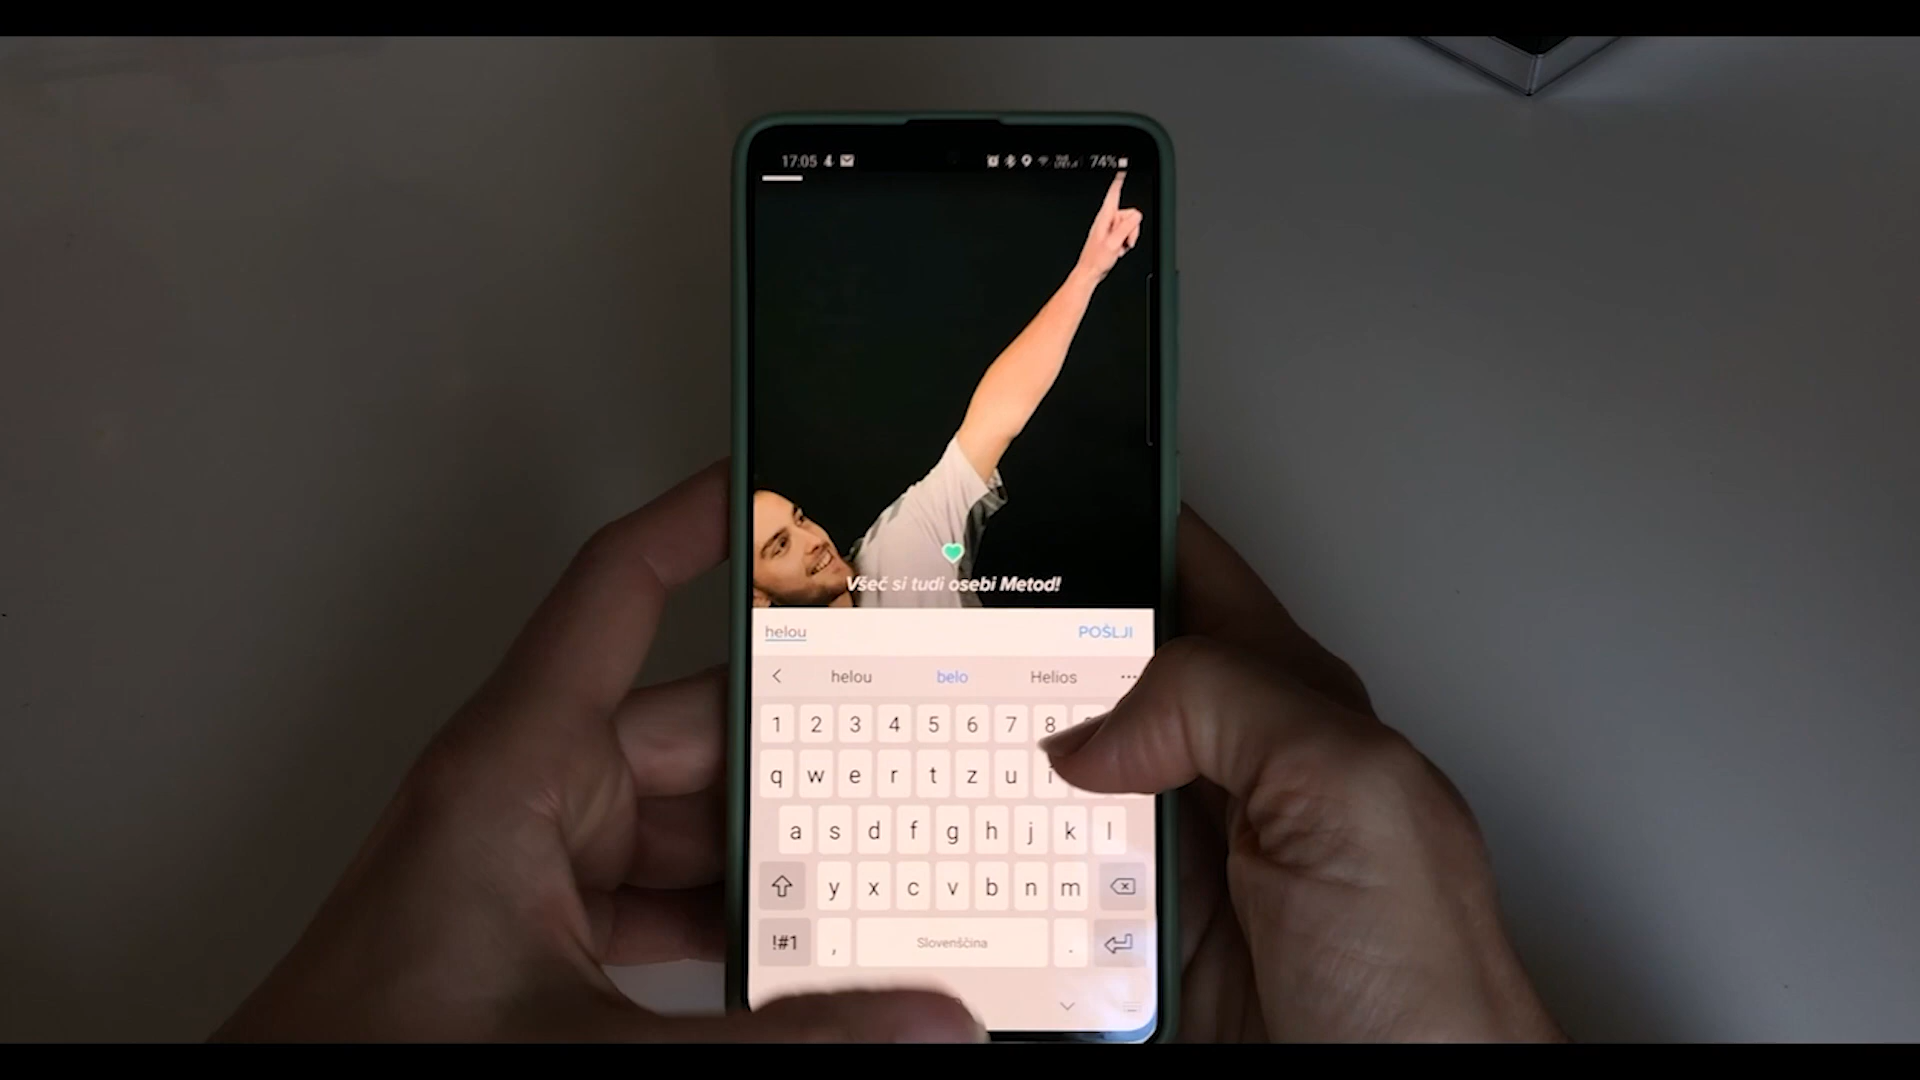 17:05 74%
Všeč si tudi osebi Metod!
helou POŠLJI
helou belo Helios ...
1 2 3 4 5 6 7 8
q w e r t z u i
a s d f g h j k l
y x c v b n m
!#1 , Slovenščina .